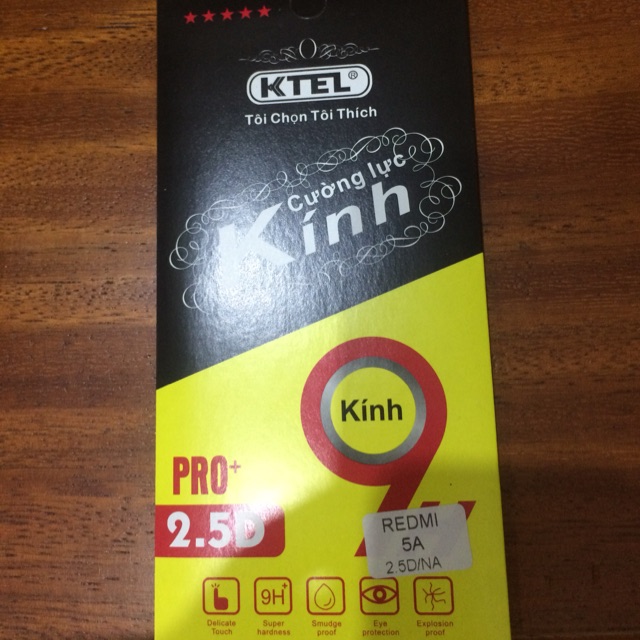 KTEL®
Tôi Chọn Tôi Thích
Cường lực
Kính
Kính
9H
PRO+
2.5D
REDMI
5A
2.5D/NA
9H+
Delicate Touch
Super hardness
Smudge proof
Eye protection
Explosion proof